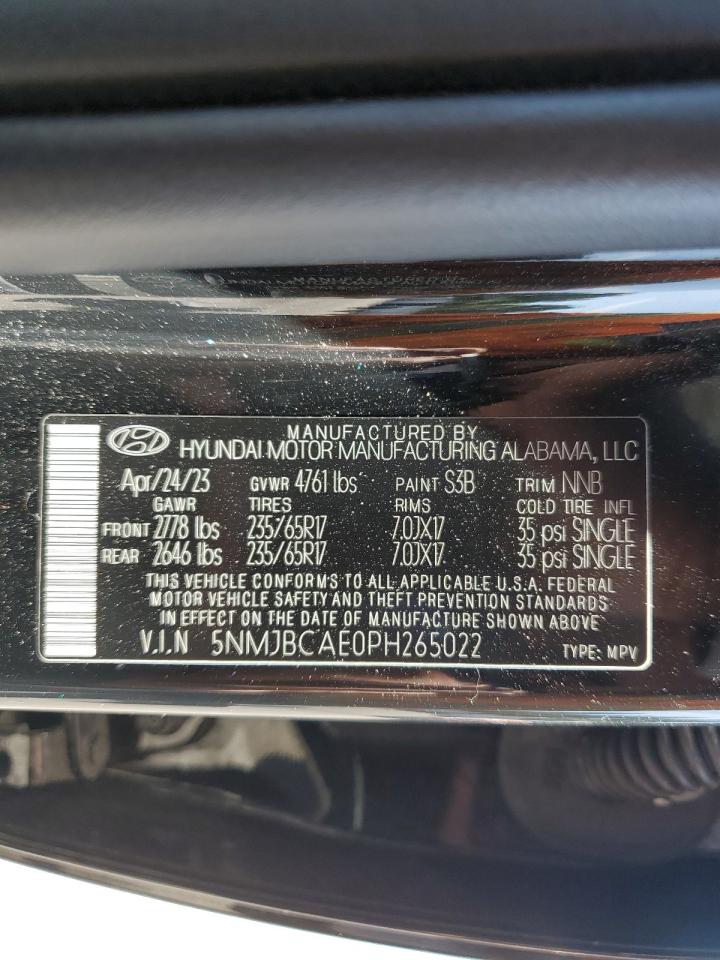 MANUFACTURED BY
HYUNDAI MOTOR MANUFACTURING ALABAMA, LLC
Apr/24/23 GVWR 4761 lbs PAINT S3B TRIM NNB
GAWR TIRES RIMS COLD TIRE INFL
FRONT 2778 lbs 235/65R17 7.0JX17 35 psi SINGLE
REAR 2646 lbs 235/65R17 7.0JX17 35 psi SINGLE
THIS VEHICLE CONFORMS TO ALL APPLICABLE U.S.A. FEDERAL
MOTOR VEHICLE SAFETY AND THEFT PREVENTION STANDARDS
IN EFFECT ON THE DATE OF MANUFACTURE SHOWN ABOVE
V.I.N 5NMJBCAE0PH265022 TYPE: MPV